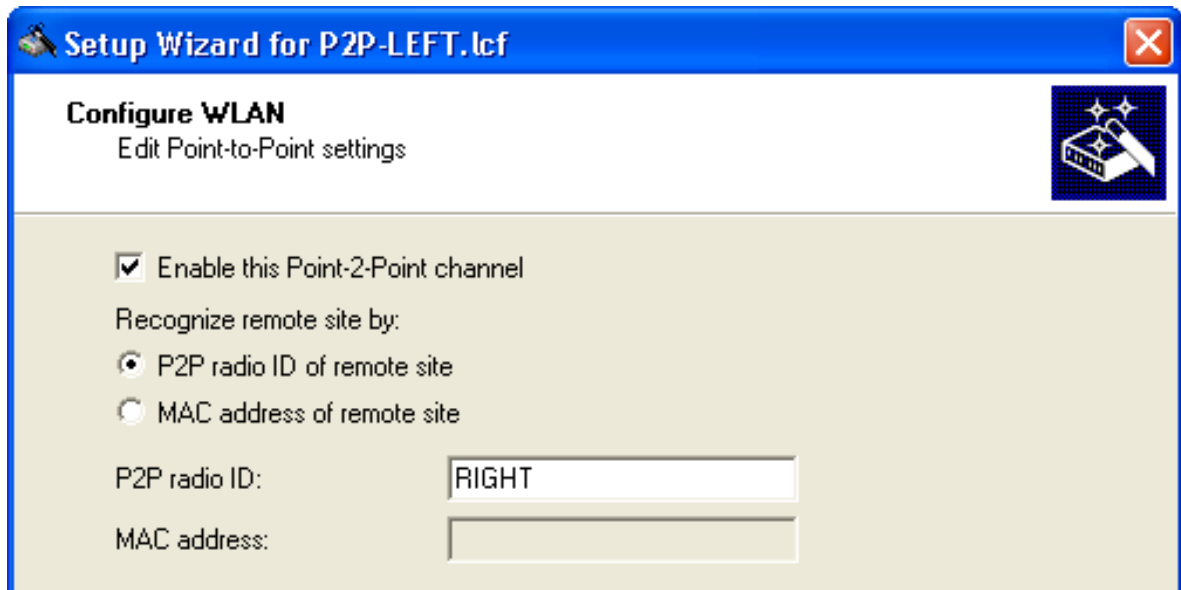 Setup Wizard for P2P-LEFT.lcf
Configure WLAN
Edit Point-to-Point settings
Enable this Point-2-Point channel
Recognize remote site by:
P2P radio ID of remote site
MAC address of remote site
P2P radio ID: RIGHT
MAC address: